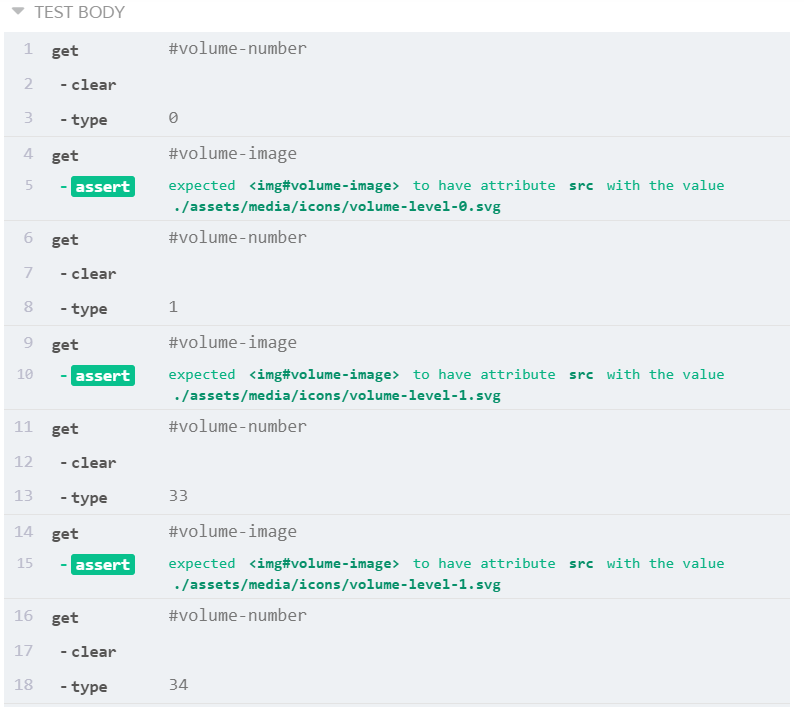 TEST BODY
1 get #volume-number
2 -clear
3 -type 0
4 get #volume-image
5 -assert expected <img#volume-image> to have attribute src with the value
./assets/media/icons/volume-level-0.svg
6 get #volume-number
7 -clear
8 -type 1
9 get #volume-image
10 -assert expected <img#volume-image> to have attribute src with the value
./assets/media/icons/volume-level-1.svg
11 get #volume-number
12 -clear
13 -type 33
14 get #volume-image
15 -assert expected <img#volume-image> to have attribute src with the value
./assets/media/icons/volume-level-1.svg
16 get #volume-number
17 -clear
18 -type 34